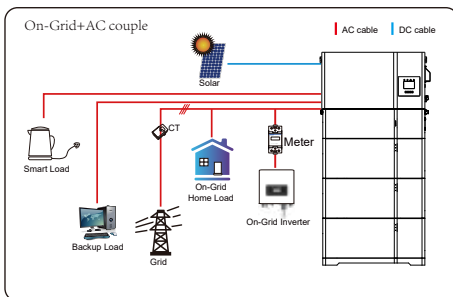 On-Grid+AC couple
AC cable
DC cable
Solar
CT
Meter
Smart Load
On-Grid
Home Load
On-Grid Inverter
Backup Load
Grid